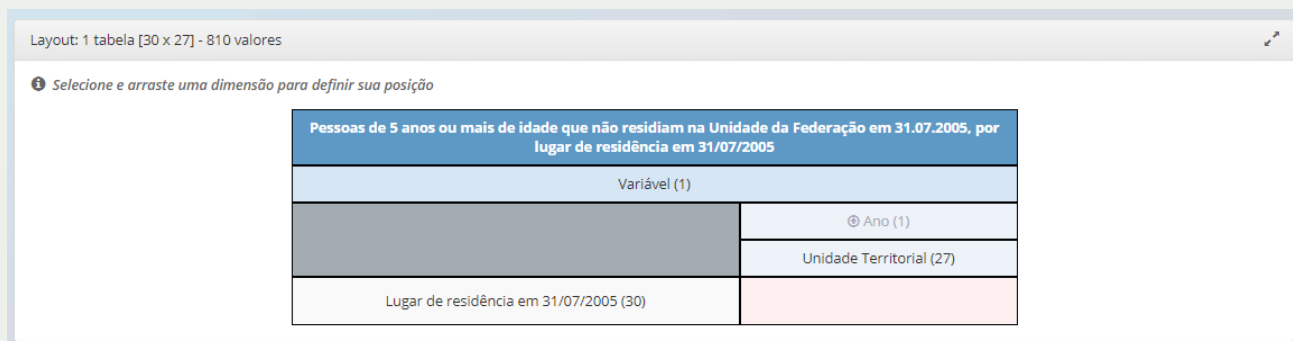 Layout: 1 tabela [30 x 27] - 810 valores
Selecione e arraste uma dimensão para definir sua posição
Pessoas de 5 anos ou mais de idade que não residiam na Unidade da Federação em 31.07.2005, por
lugar de residência em 31/07/2005
Variável (1)
Ano (1)
Unidade Territorial (27)
Lugar de residência em 31/07/2005 (30)